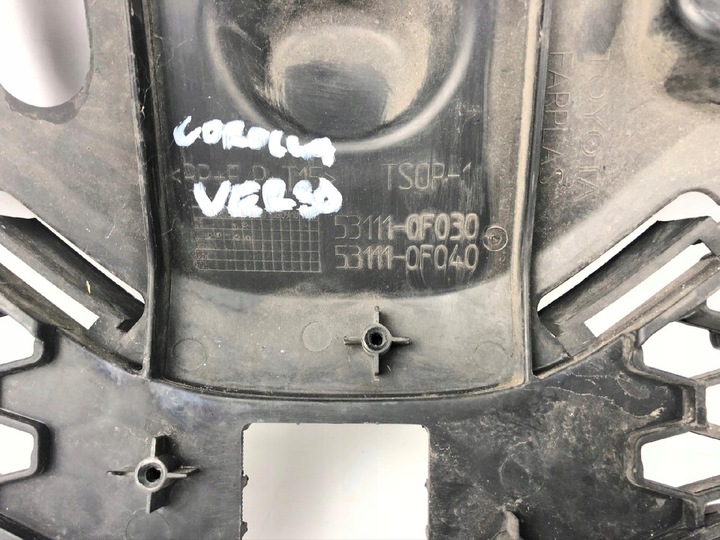 COROLLA
TSOP-1
VERSO
53111-0F030
53111-0F040
TOYOTA
FARPLAS